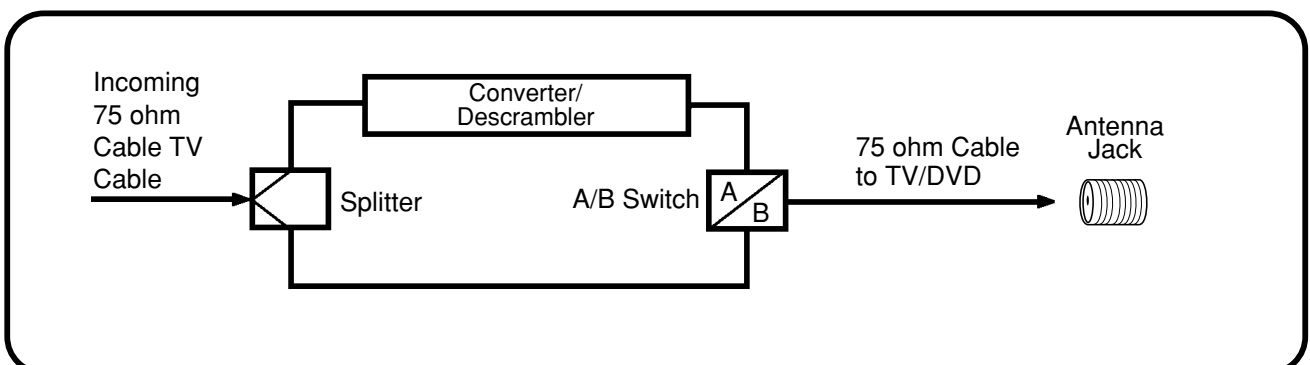 Incoming
75 ohm
Cable TV
Cable
Converter/
Descrambler
Splitter
A/B Switch
A
B
75 ohm Cable
to TV/DVD
Antenna
Jack